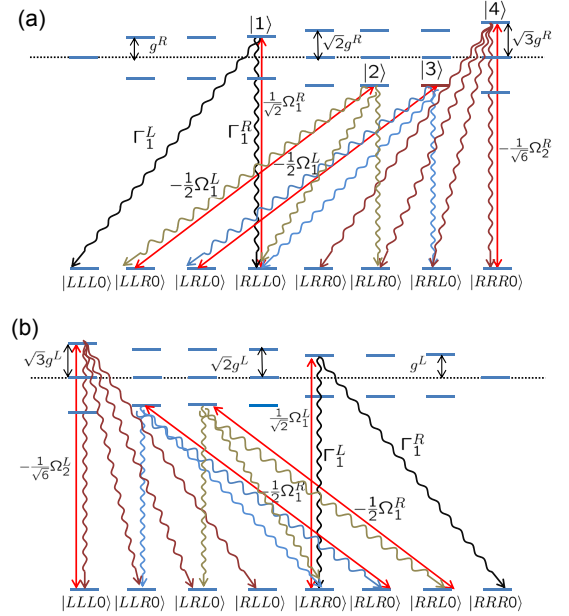 (a)
|1⟩
|4⟩
g^R
√2g^R
√3g^R
|2⟩
|3⟩
1/√2 Ω_1^R
Γ_1^L
Γ_1^R
-1/2 Ω_1^L
-1/2 Ω_1^L
-1/√6 Ω_2^R
|LLL0⟩ |LLR0⟩ |LRL0⟩ |RLL0⟩ |LRR0⟩ |RLR0⟩ |RRL0⟩ |RRR0⟩
(b)
√3g^L
√2g^L
g^L
1/√2 Ω_1^L
Γ_1^L
Γ_1^R
-1/√6 Ω_2^L
-1/2 Ω_1^R
-1/2 Ω_1^R
|LLL0⟩ |LLR0⟩ |LRL0⟩ |RLL0⟩ |LRR0⟩ |RLR0⟩ |RRL0⟩ |RRR0⟩